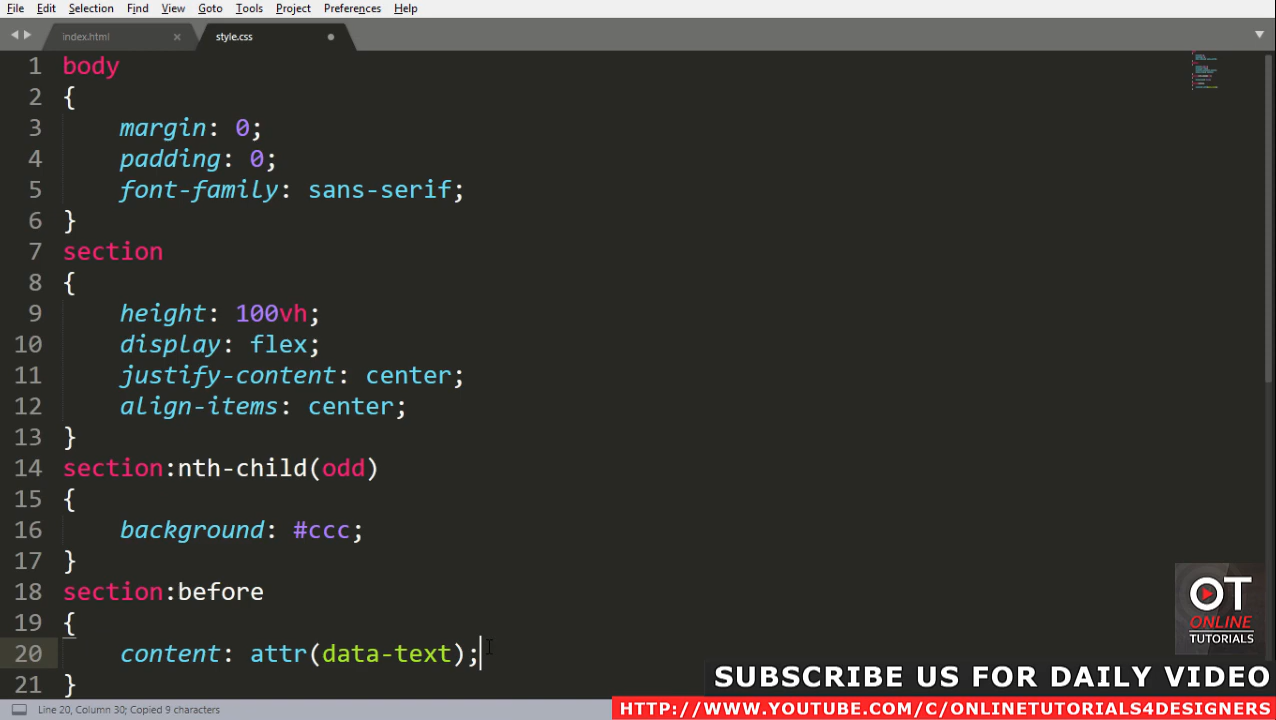 File Edit Selection Find View Goto Tools Project Preferences Help
index.html style.css
1 body
2 {
3 margin: 0;
4 padding: 0;
5 font-family: sans-serif;
6 }
7 section
8 {
9 height: 100vh;
10 display: flex;
11 justify-content: center;
12 align-items: center;
13 }
14 section:nth-child(odd)
15 {
16 background: #ccc;
17 }
18 section:before
19 {
20 content: attr(data-text);
21 }
OT
ONLINE
TUTORIALS
SUBSCRIBE US FOR DAILY VIDEO
Line 20, Column 30; Copied 9 characters
HTTP://WWW.YOUTUBE.COM/C/ONLINETUTORIALS4DESIGNERS